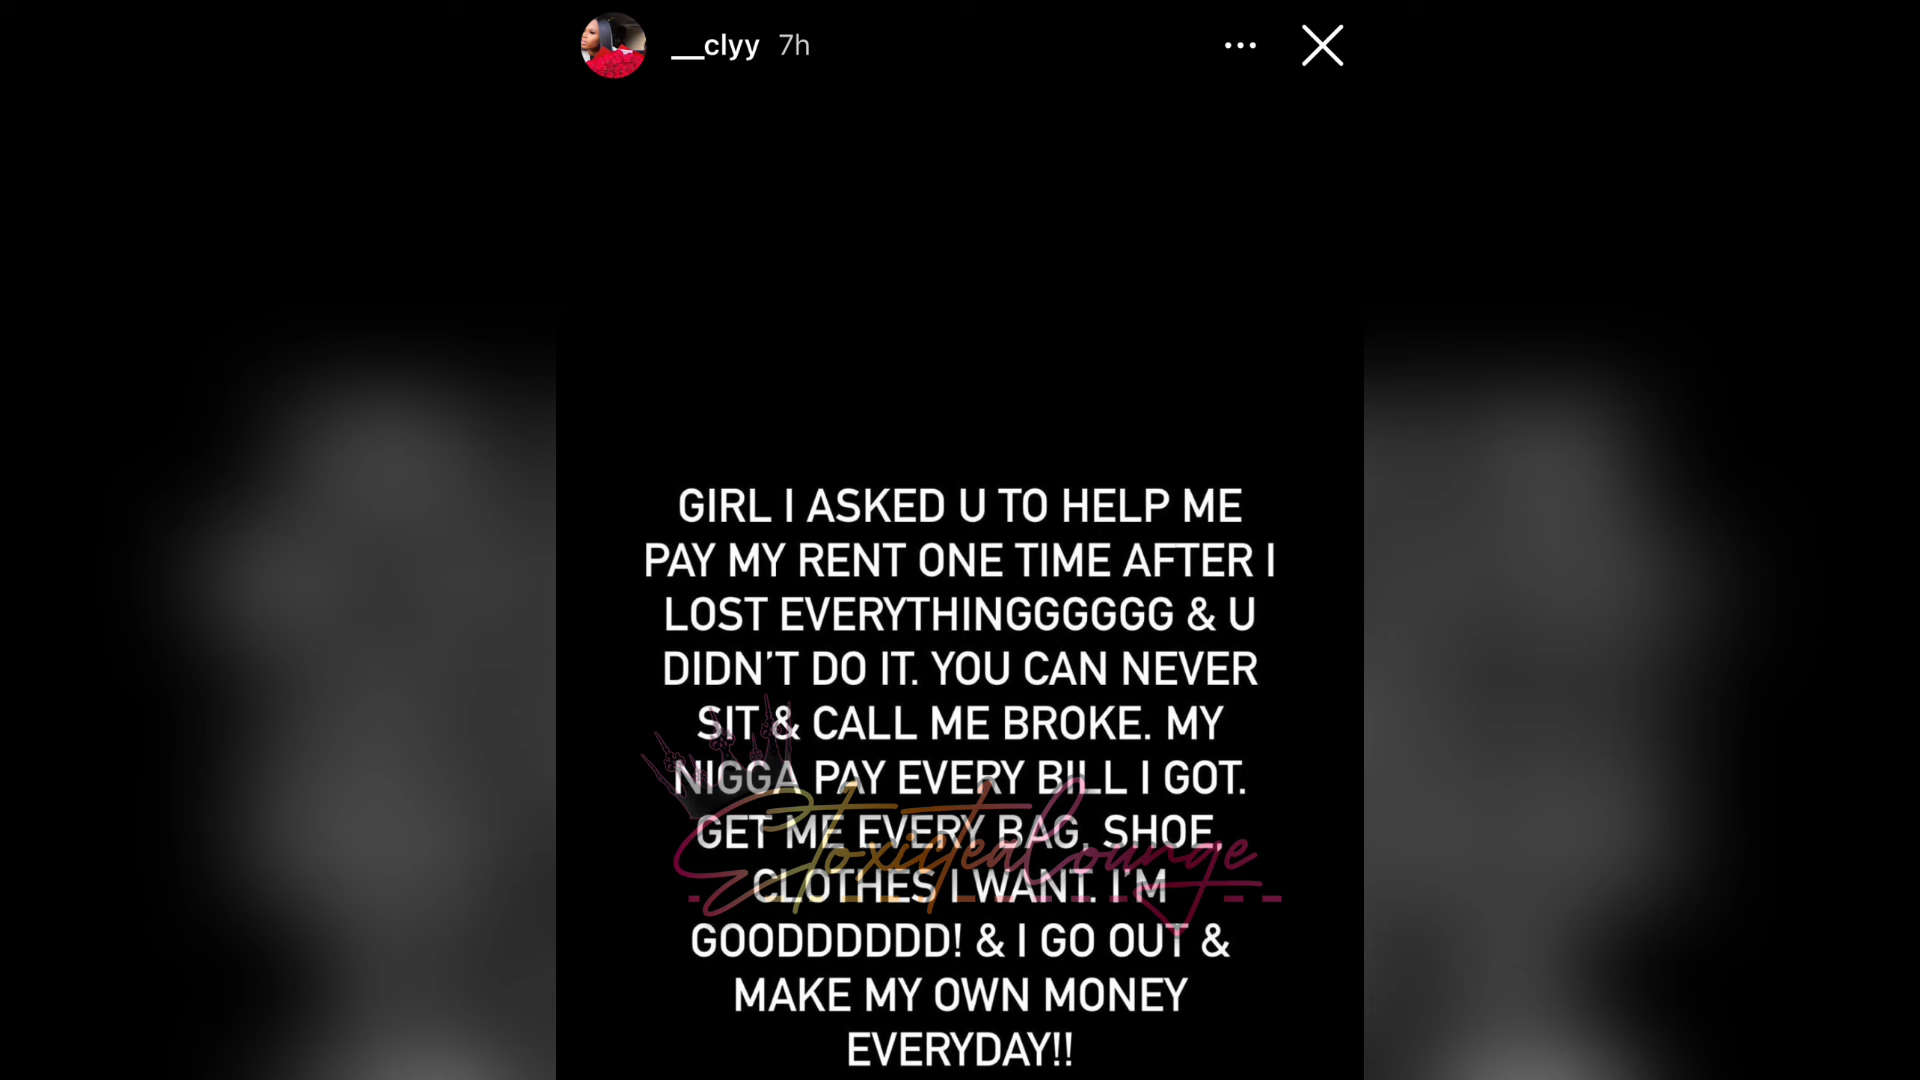 __clyy 7h
GIRL I ASKED U TO HELP ME
PAY MY RENT ONE TIME AFTER I
LOST EVERYTHINGGGGGG & U
DIDN'T DO IT. YOU CAN NEVER
SIT & CALL ME BROKE. MY
NIGGA PAY EVERY BILL I GOT.
GET ME EVERY BAG, SHOE,
CLOTHES I WANT. I'M
GOODDDDDD! & I GO OUT &
MAKE MY OWN MONEY
EVERYDAY!!
Toxictealounge